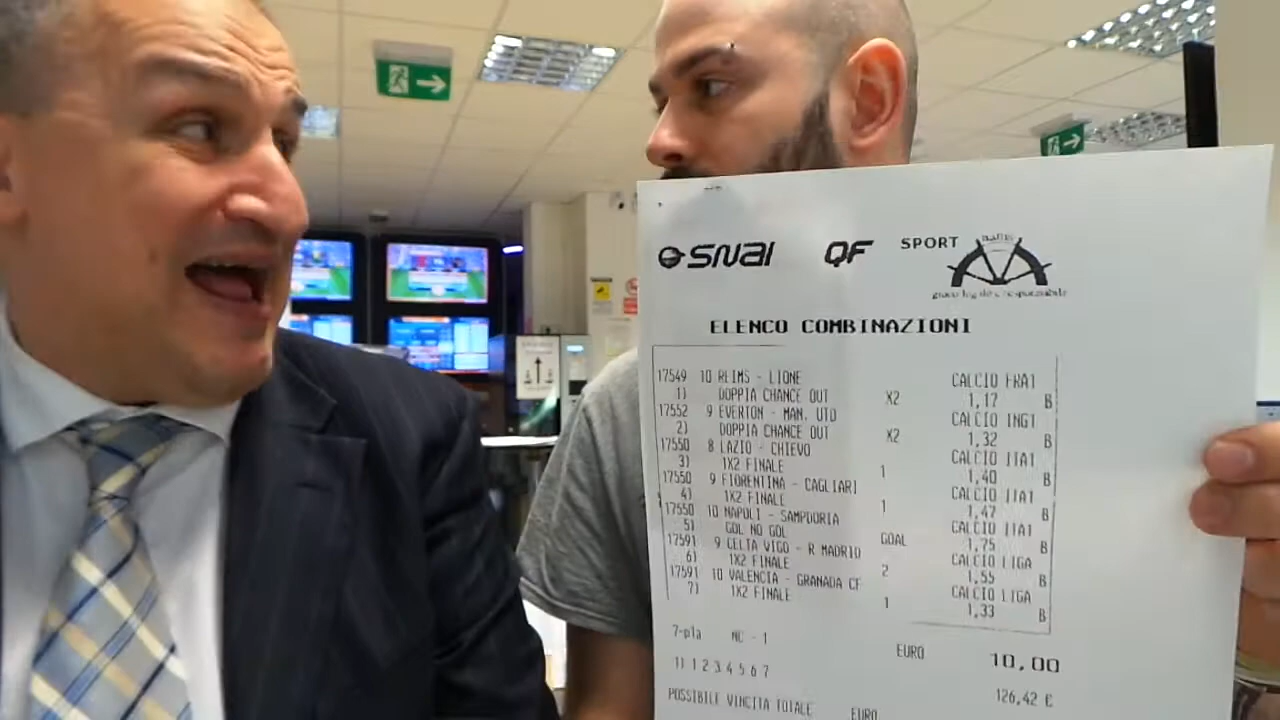 SNAI QF SPORT
ELENCO COMBINAZIONI
17549 10 REIMS - LIONE CALCIO FRA1
1) DOPPIA CHANCE OUT X2 1,17 B
17552 9 EVERTON - MAN. UTD CALCIO ING1
2) DOPPIA CHANCE OUT X2 1,32 B
17550 8 LAZIO - CHIEVO CALCIO ITA1
3) 1X2 FINALE 1 1,40 B
17550 9 FIORENTINA - CAGLIARI CALCIO ITA1
4) 1X2 FINALE 1 1,47 B
17550 10 NAPOLI - SAMPDORIA CALCIO ITA1
5) GOL NO GOL GOAL 1,75 B
17591 9 CELTA VIGO - R MADRID CALCIO LIGA
6) 1X2 FINALE 2 1,55 B
17591 10 VALENCIA - GRANADA CF CALCIO LIGA
7) 1X2 FINALE 1 1,33 B
7-pla NC - 1 EURO 10,00
1) 1 2 3 4 5 6 7
POSSIBILE VINCITA TOTALE EURO 126,42 €